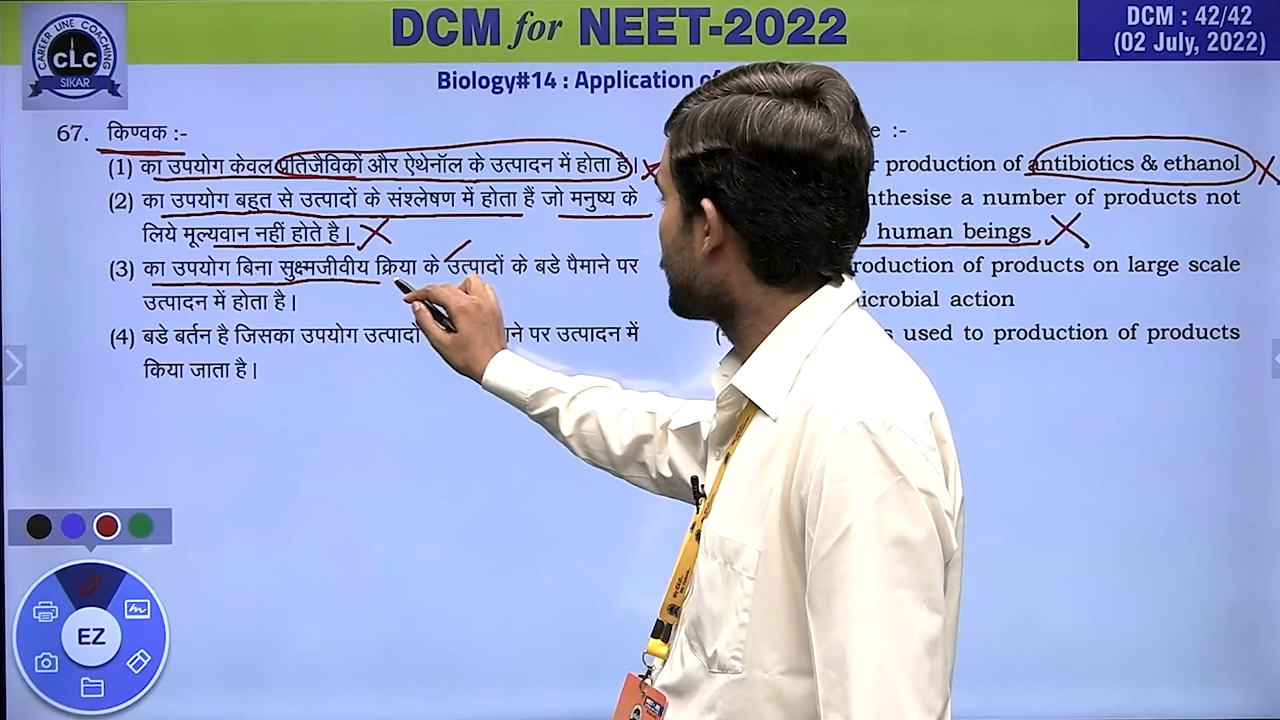 CAREER LINE COACHING
CLC
SIKAR
DCM for NEET-2022
DCM : 42/42
(02 July, 2022)
Biology#14 : Application of
67. किण्वक :- :-
(1) का उपयोग केवल प्रतिजैविकों और ऐथेनॉल के उत्पादन में होता है। production of antibiotics & ethanol
(2) का उपयोग बहुत से उत्पादों के संश्लेषण में होता हैं जो मनुष्य के a number of products not
लिये मूल्यवान नहीं होते है। human beings
(3) का उपयोग बिना सुक्ष्मजीवीय क्रिया के उत्पादों के बडे पैमाने पर of products on large scale
उत्पादन में होता है। action
(4) बडे बर्तन है जिसका उपयोग पर उत्पादन में used to production of products
किया जाता है।
EZ